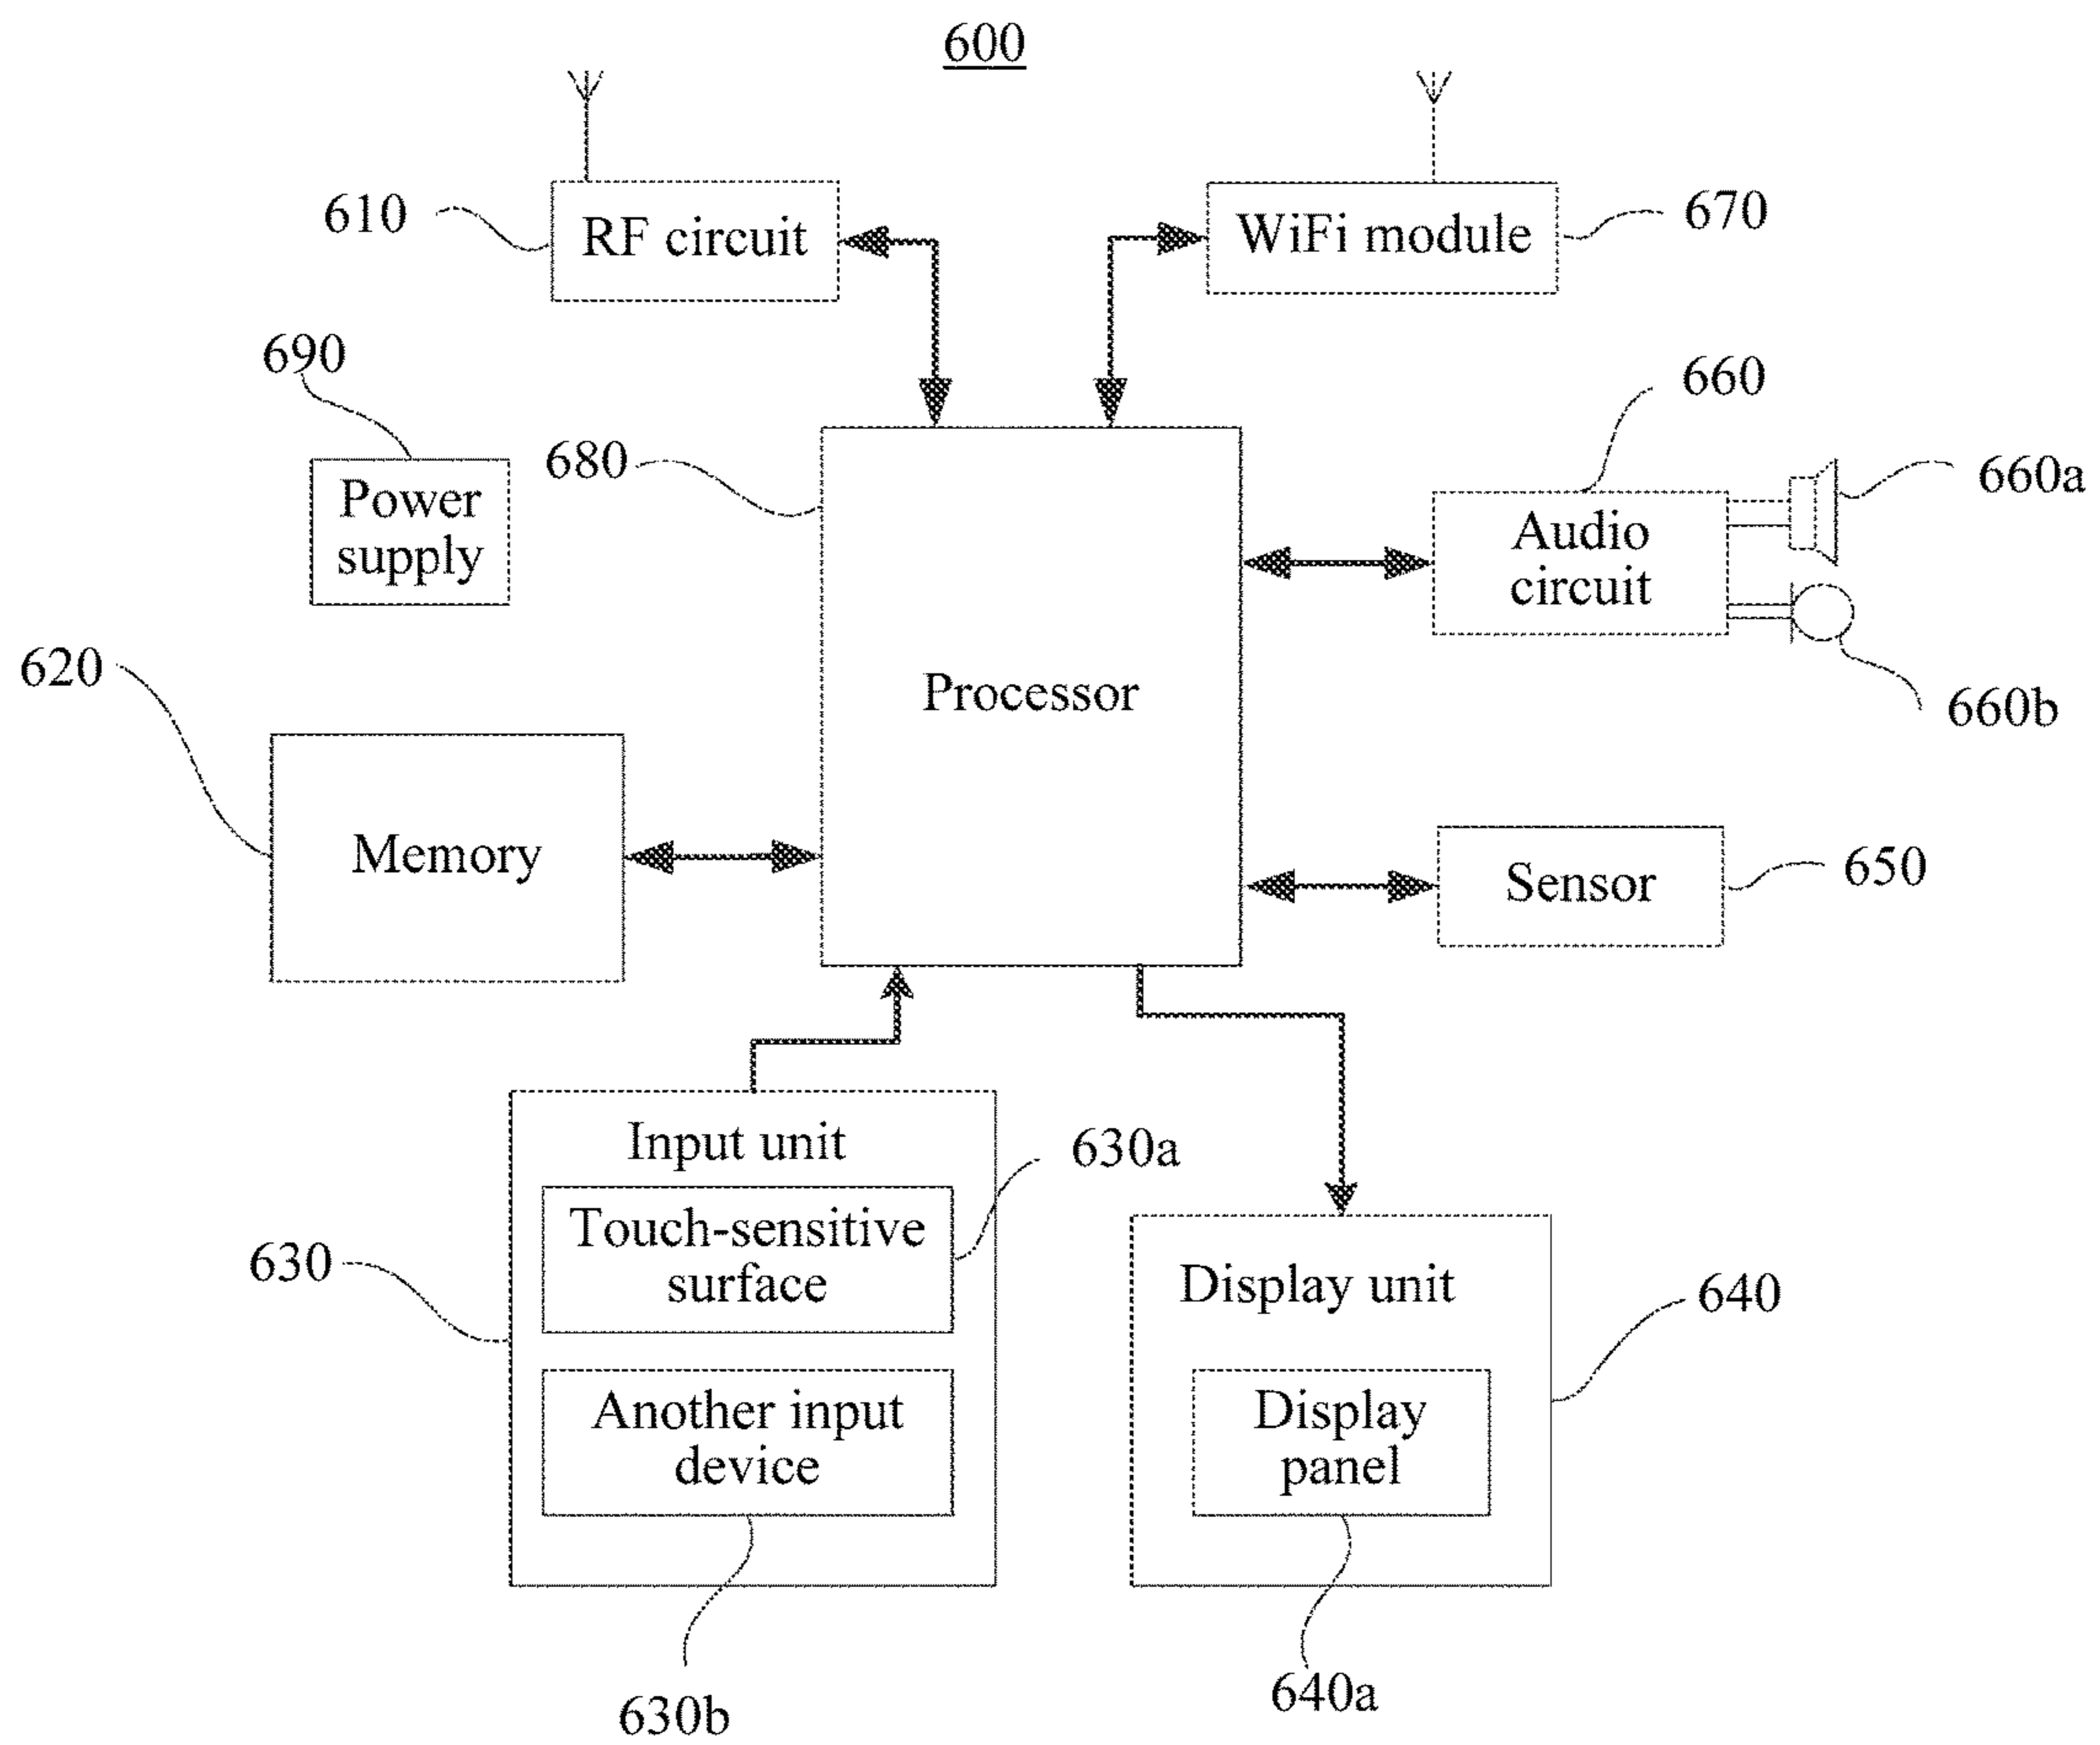 600
610
RF circuit
WiFi module
670
690
660
680
660a
Power
supply
Audio
circuit
620
Processor
660b
Memory
Sensor
650
Input unit
630a
Touch-sensitive
surface
630
Display unit
640
Another input
device
Display
panel
630b
640a